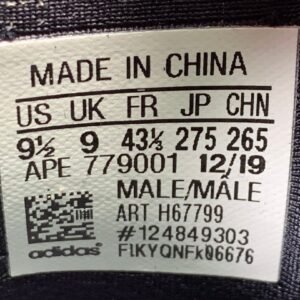 MADE IN CHINA
US UK FR JP CHN
9½ 9 43⅓ 275 265
APE 779001 12/19
MALE/MÂLE
ART H67799
#124849303
adidas F1KYQNFk06676